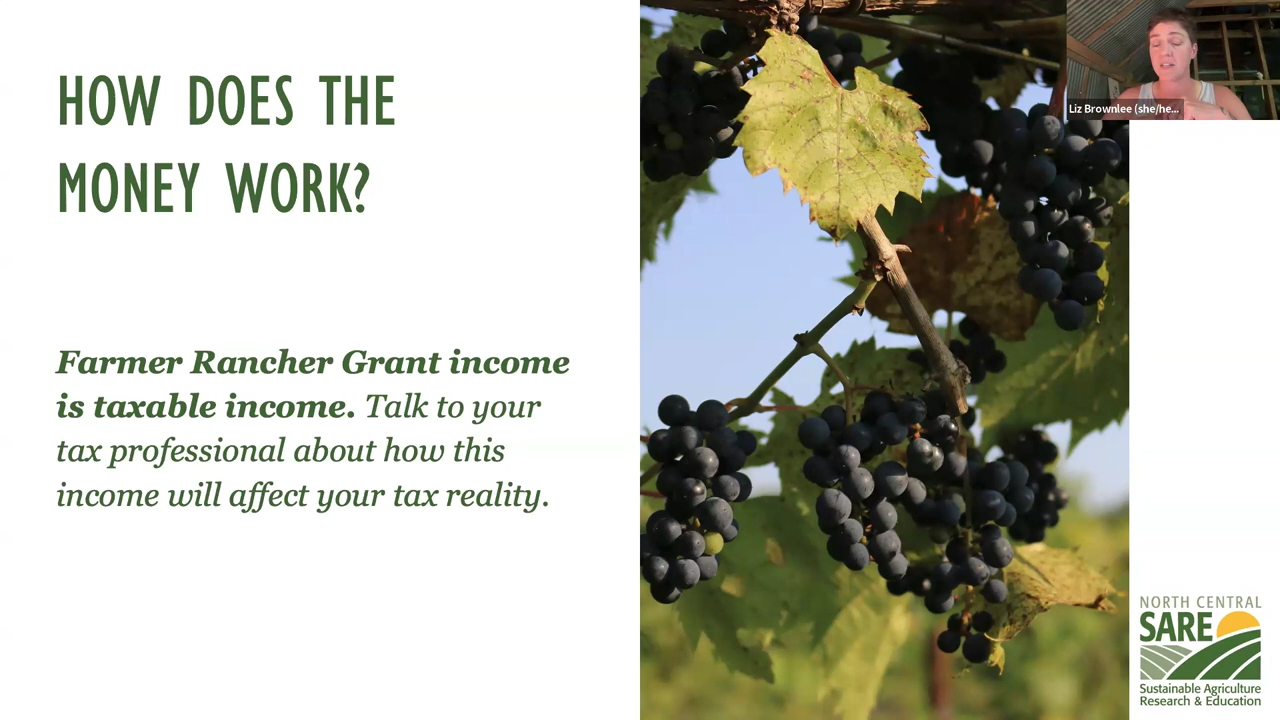 HOW DOES THE
MONEY WORK?
Farmer Rancher Grant income
is taxable income. Talk to your
tax professional about how this
income will affect your tax reality.
Liz Brownlee (she/he...
NORTH CENTRAL
SARE
Sustainable Agriculture
Research & Education